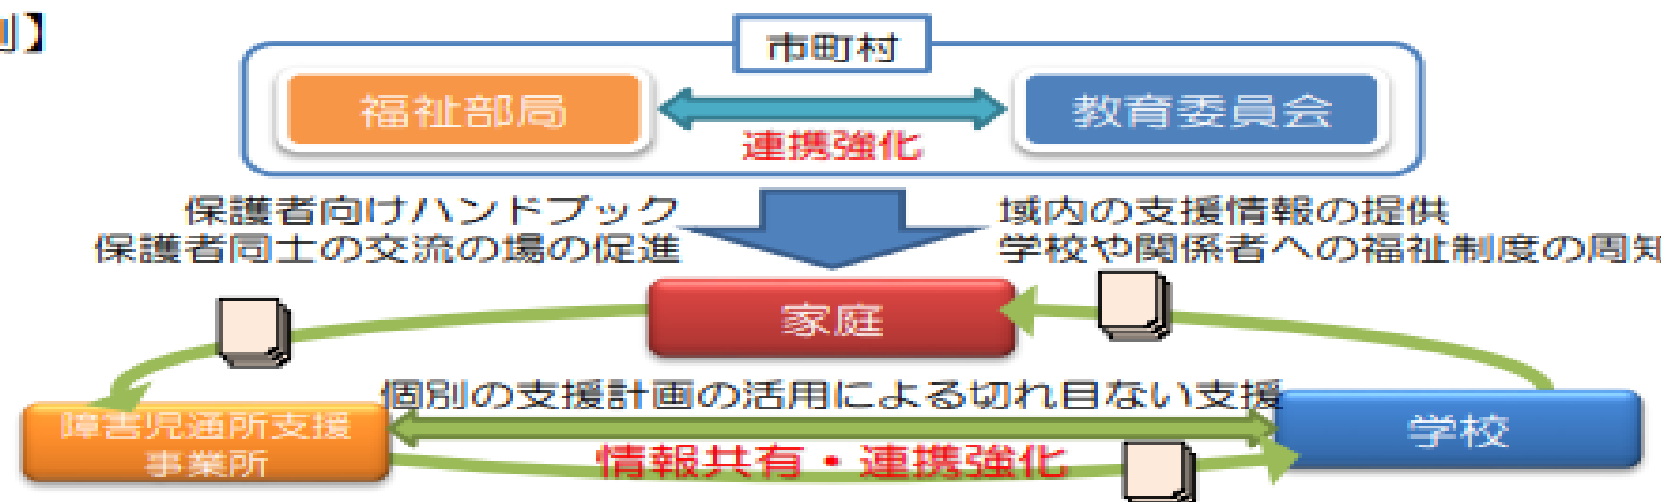 】
市町村
福祉部局
教育委員会
連携強化
保護者向けハンドブック
保護者同士の交流の場の促進
域内の支援情報の提供
学校や関係者への福祉制度の周知
家庭
個別の支援計画の活用による切れ目ない支援
障害児通所支援
事業所
学校
情報共有・連携強化